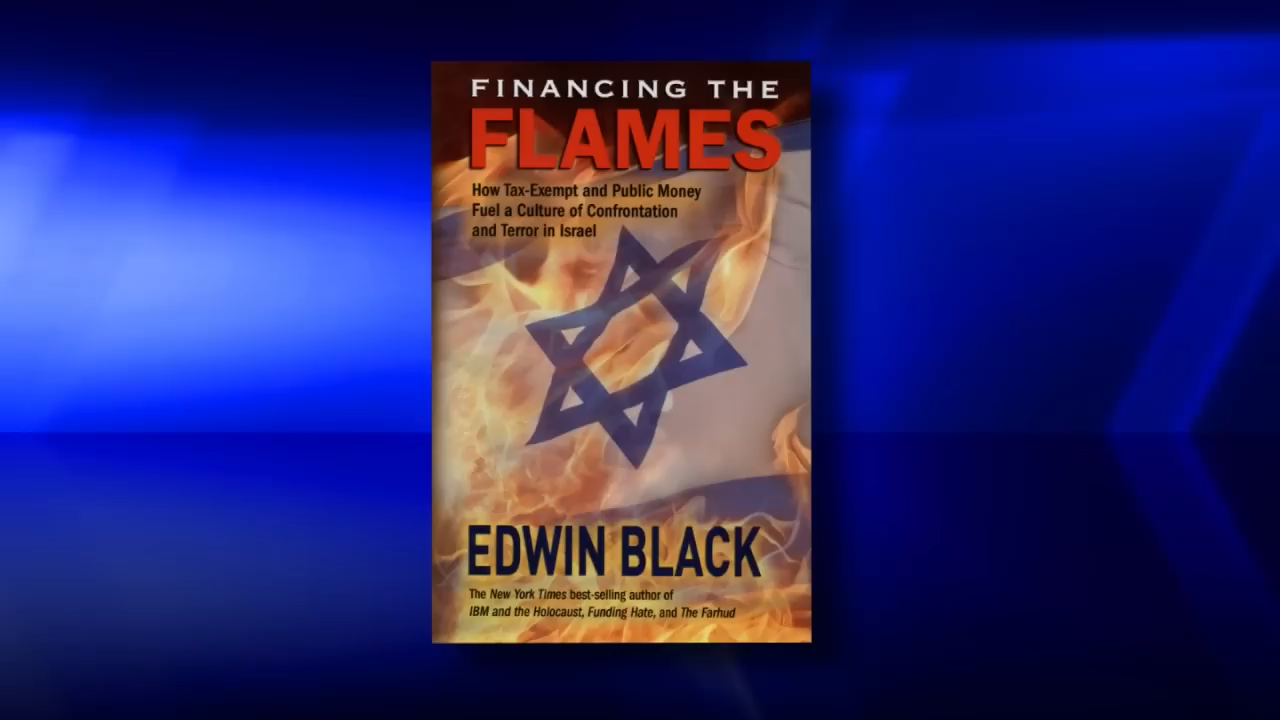 FINANCING THE
FLAMES
How Tax-Exempt and Public Money
Fuel a Culture of Confrontation
and Terror in Israel
EDWIN BLACK
The New York Times best-selling author of
IBM and the Holocaust, Funding Hate, and The Farhud